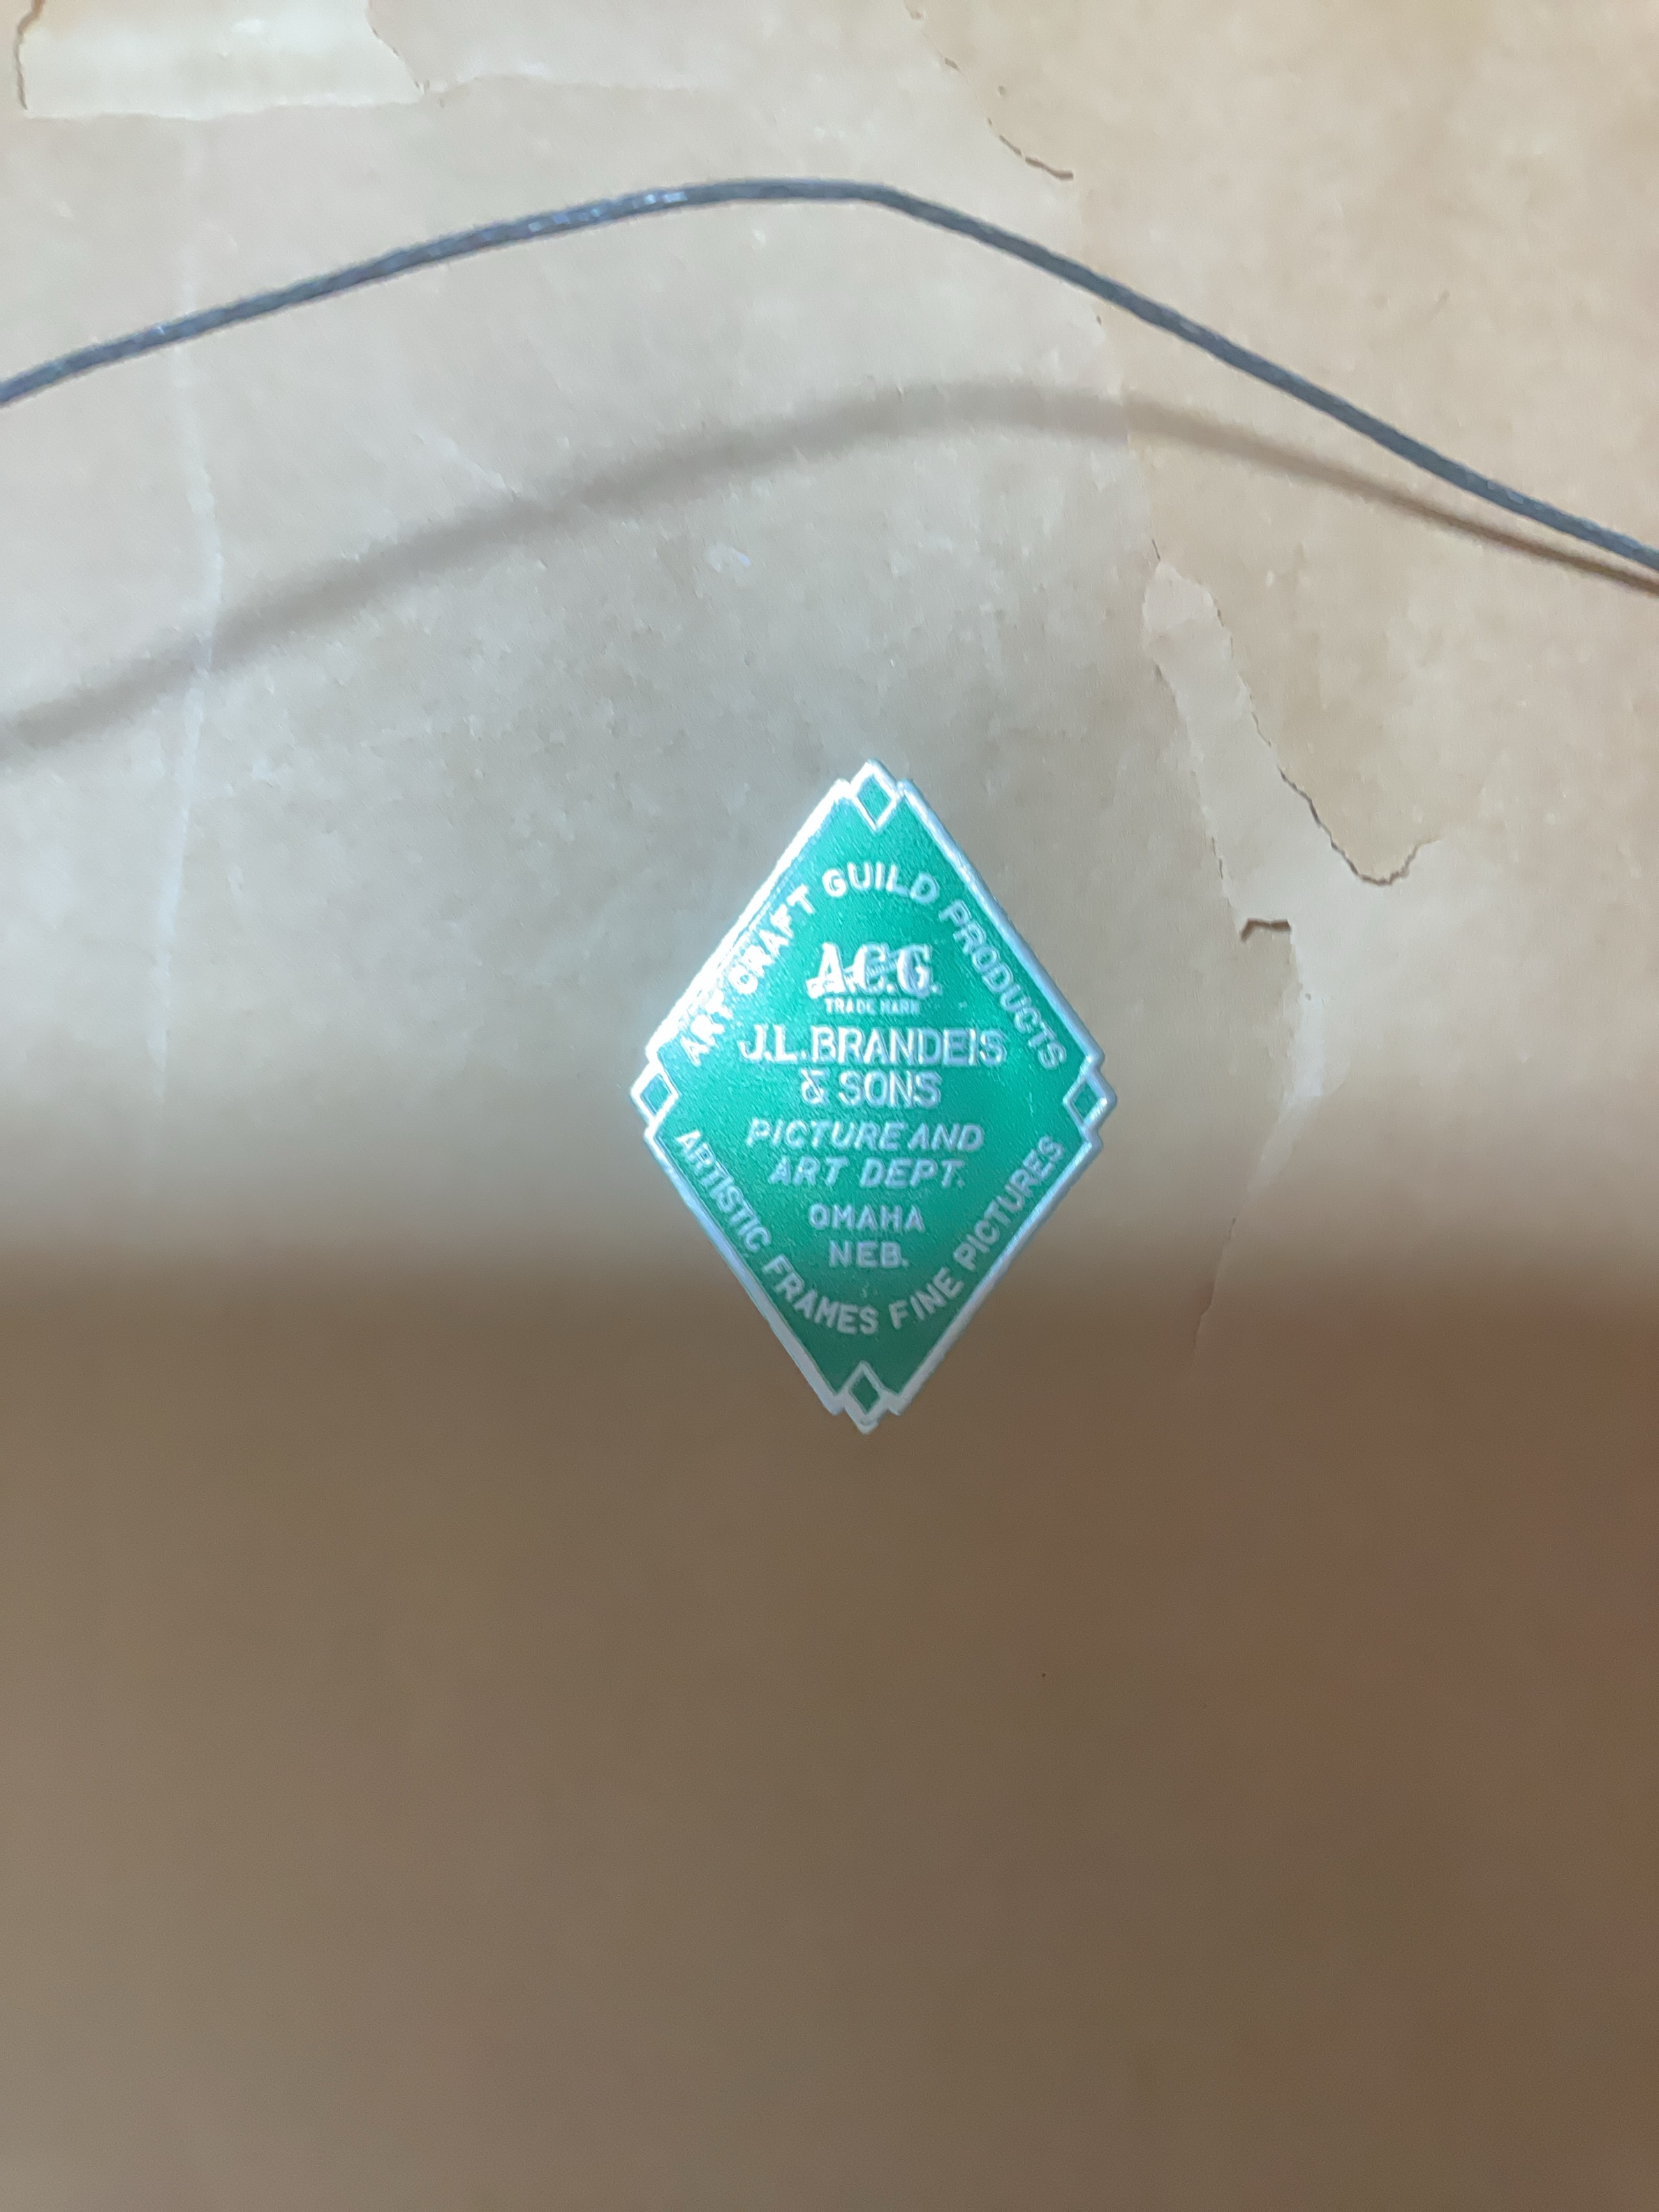 ART CRAFT GUILD PRODUCTS
A.C.G.
TRADE MARK
J.L. BRANDEIS
& SONS
PICTURE AND
ART DEPT.
OMAHA
NEB.
ARTISTIC FRAMES FINE PICTURES